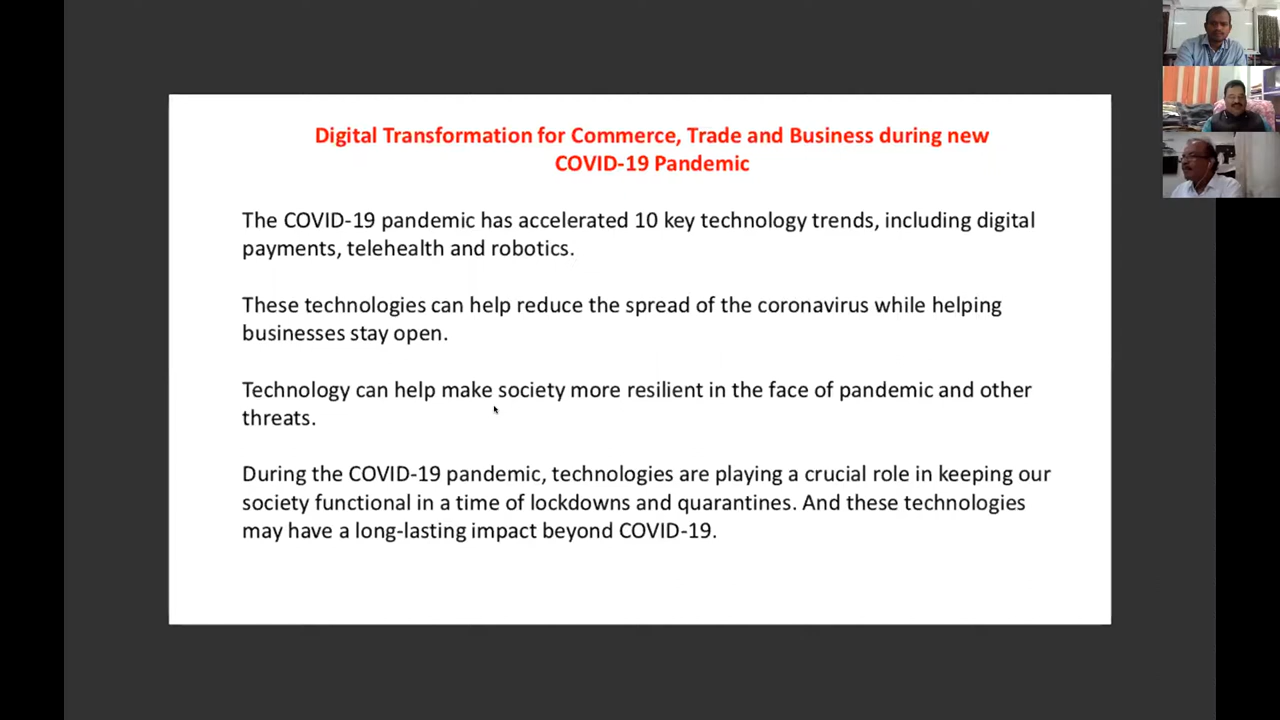 Digital Transformation for Commerce, Trade and Business during new
COVID-19 Pandemic
The COVID-19 pandemic has accelerated 10 key technology trends, including digital
payments, telehealth and robotics.
These technologies can help reduce the spread of the coronavirus while helping
businesses stay open.
Technology can help make society more resilient in the face of pandemic and other
threats.
During the COVID-19 pandemic, technologies are playing a crucial role in keeping our
society functional in a time of lockdowns and quarantines. And these technologies
may have a long-lasting impact beyond COVID-19.